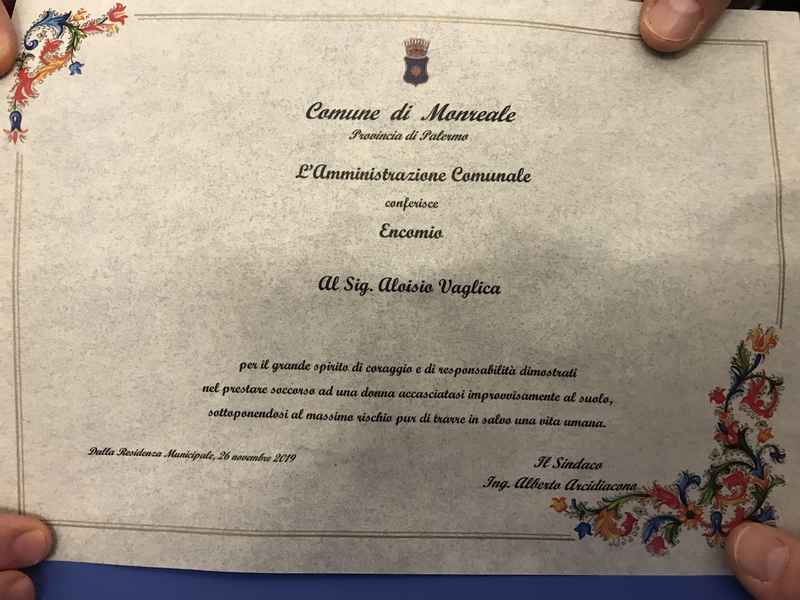 Comune di Monreale
Provincia di Palermo
L'Amministrazione Comunale
conferisce
Encomio
Al Sig. Aloisio Vaglica
per il grande spirito di coraggio e di responsabilità dimostrati
nel prestare soccorso ad una donna accasciatasi improvvisamente al suolo,
sottoponendosi al massimo rischio pur di trarre in salvo una vita umana.
Dalla Residenza Municipale, 26 novembre 2019
Il Sindaco
Ing. Alberto Arcidiacono